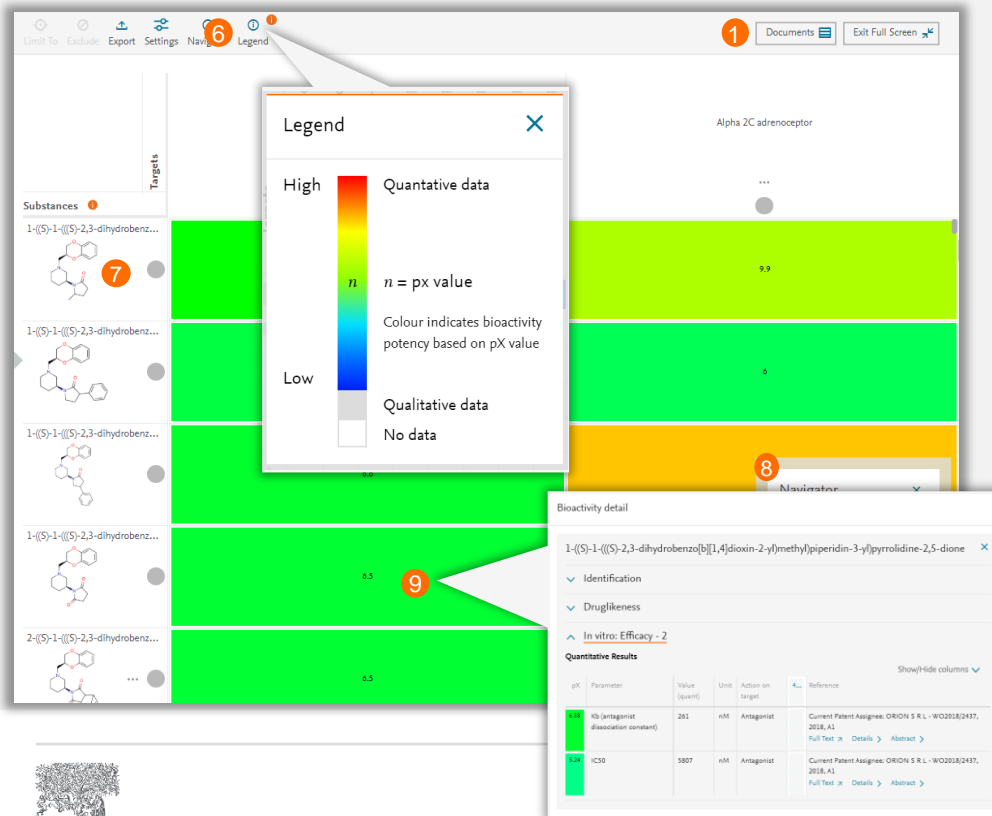 Limit To Exclude Export Settings Legend
6
1
Documents
Exit Full Screen
Targets
Alpha 2C adrenoceptor
...
Substances
Legend
High
Quantative data
n
n = px value
Colour indicates bioactivity
potency based on pX value
Low
Qualitative data
No data
1-((S)-1-(((S)-2,3-dihydrobenz...
7
9.9
1-((S)-1-(((S)-2,3-dihydrobenz...
6
1-((S)-1-(((S)-2,3-dihydrobenz...
8
Navigator
1-((S)-1-(((S)-2,3-dihydrobenz...
6.5
9
2-((S)-1-(((S)-2,3-dihydrobenz...
...
6.5
Bioactivity detail
1-((S)-1-(((S)-2,3-dihydrobenzo[b][1,4]dioxin-2-yl)methyl)piperidin-3-yl)pyrrolidine-2,5-dione
Identification
Druglikeness
In vitro: Efficacy - 2
Quantitative Results
Show/Hide columns
pX Parameter Value (quant) Unit Action on target 4... Reference
6.58 Kb (antagonist dissociation constant) 261 nM Antagonist Current Patent Assignee: ORION S R L - WO2018/2437, 2018, A1
Full Text Details Abstract
5.24 IC50 5807 nM Antagonist Current Patent Assignee: ORION S R L - WO2018/2437, 2018, A1
Full Text Details Abstract